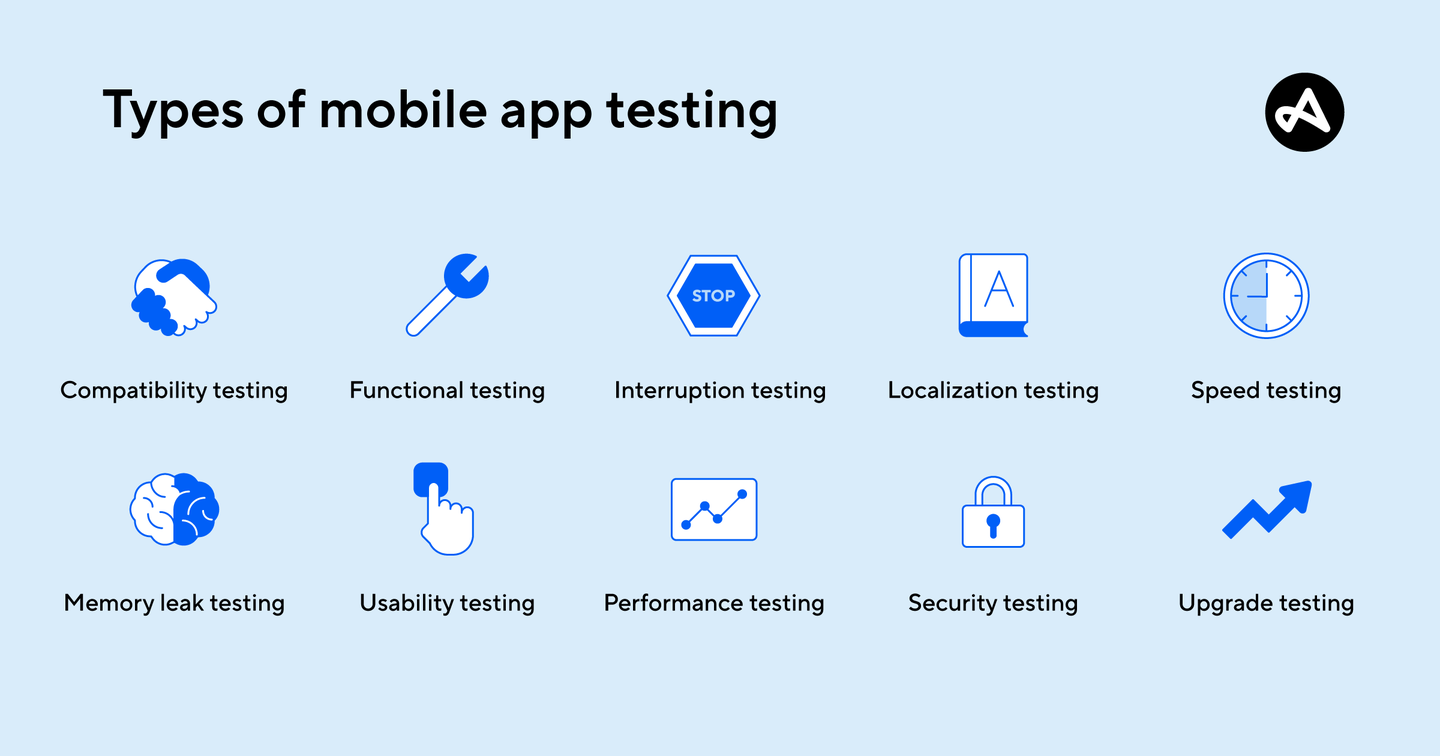 Types of mobile app testing
STOP
A
Compatibility testing
Functional testing
Interruption testing
Localization testing
Speed testing
Memory leak testing
Usability testing
Performance testing
Security testing
Upgrade testing